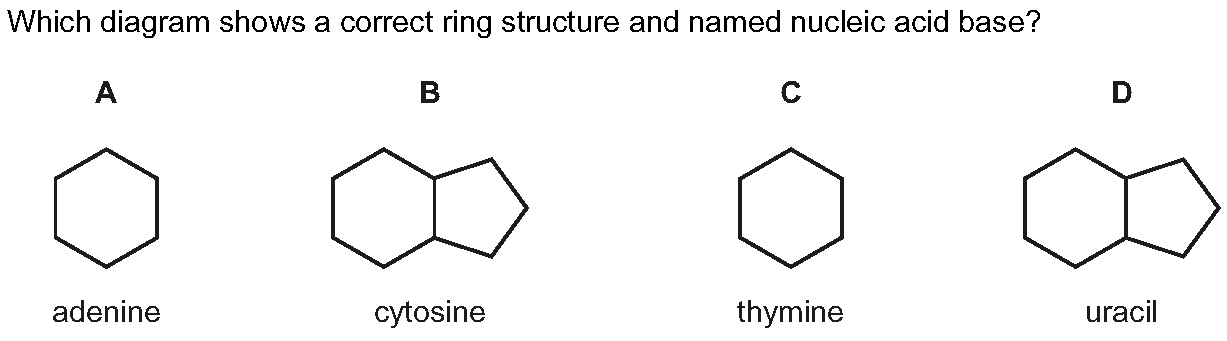 Which diagram shows a correct ring structure and named nucleic acid base?
A B C D
adenine cytosine thymine uracil